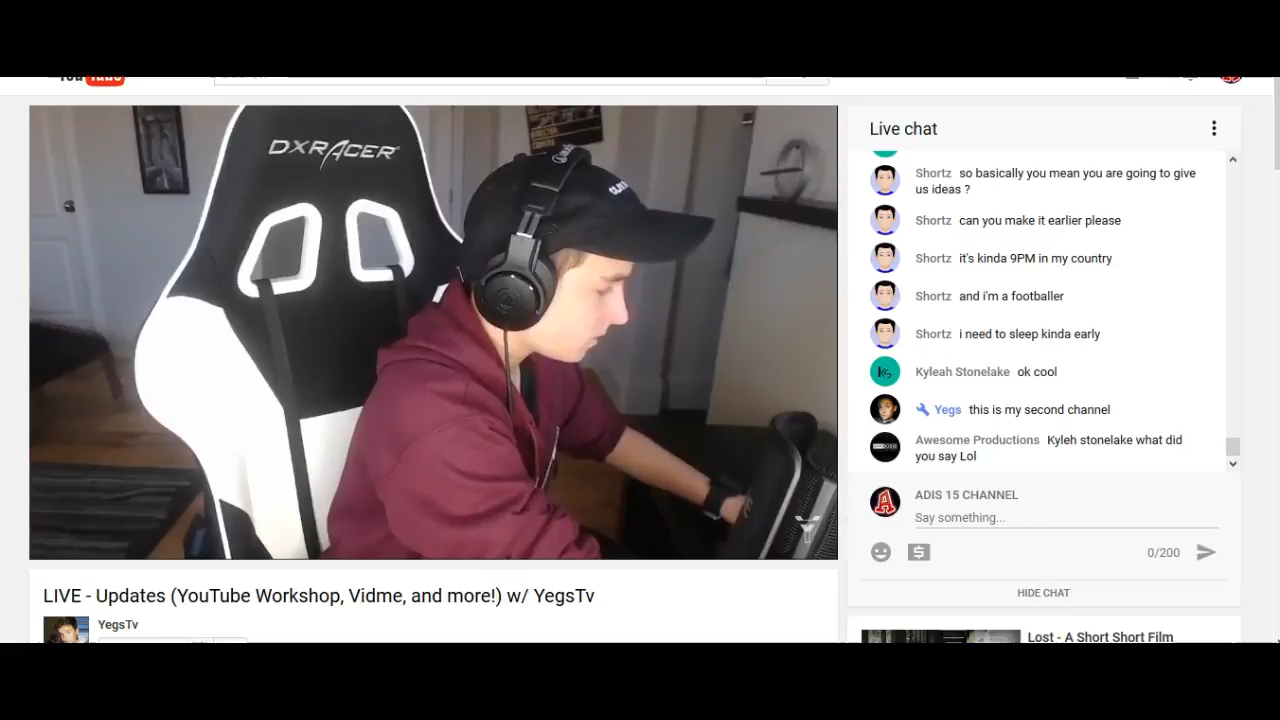 YouTube
DXRACER
Live chat
Shortz so basically you mean you are going to give
us ideas ?
Shortz can you make it earlier please
Shortz it's kinda 9PM in my country
Shortz and i'm a footballer
Shortz i need to sleep kinda early
Kyleah Stonelake ok cool
Yegs this is my second channel
Awesome Productions Kyleh stonelake what did
you say Lol
ADIS 15 CHANNEL
Say something...
0/200
HIDE CHAT
LIVE - Updates (YouTube Workshop, Vidme, and more!) w/ YegsTv
YegsTv
Lost - A Short Short Film